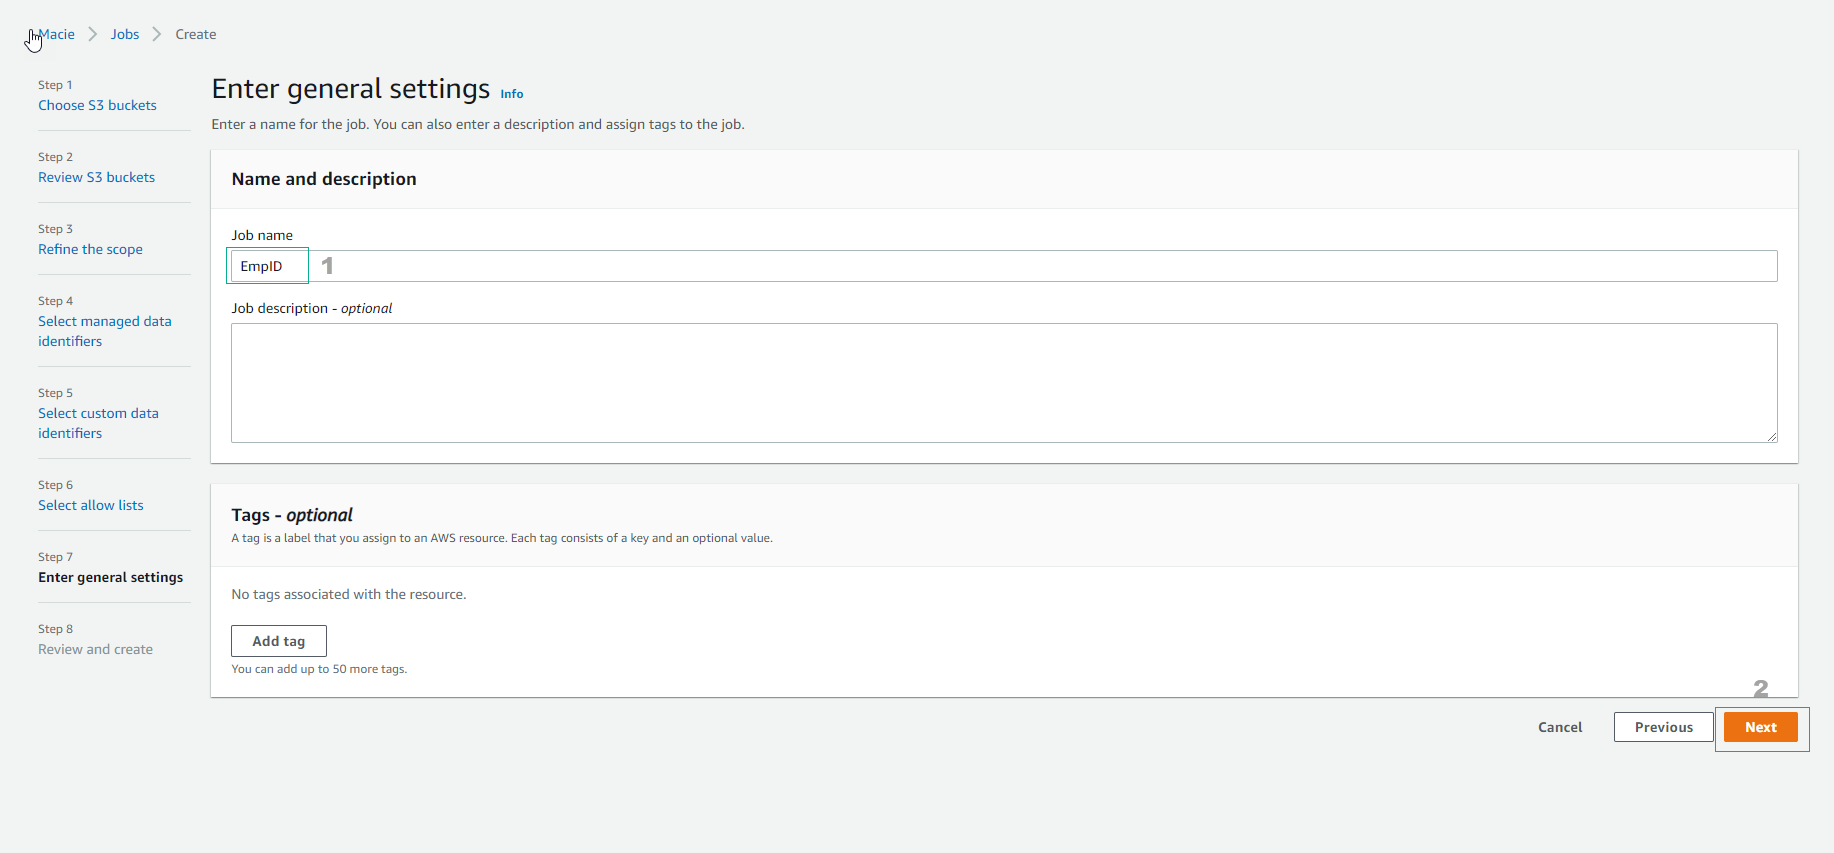 Macie > Jobs > Create
Step 1
Choose S3 buckets
Step 2
Review S3 buckets
Step 3
Refine the scope
Step 4
Select managed data
identifiers
Step 5
Select custom data
identifiers
Step 6
Select allow lists
Step 7
Enter general settings
Step 8
Review and create
Enter general settings Info
Enter a name for the job. You can also enter a description and assign tags to the job.
Name and description
Job name
EmpID 1
Job description - optional
Tags - optional
A tag is a label that you assign to an AWS resource. Each tag consists of a key and an optional value.
No tags associated with the resource.
Add tag
You can add up to 50 more tags.
2
Cancel Previous Next